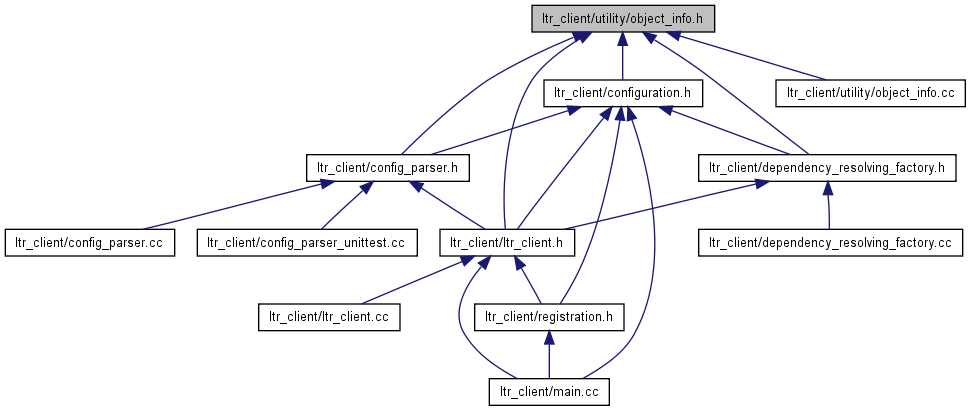 ltr_client/utility/object_info.h
ltr_client/configuration.h
ltr_client/utility/object_info.cc
ltr_client/config_parser.h
ltr_client/dependency_resolving_factory.h
ltr_client/config_parser.cc
ltr_client/config_parser_unittest.cc
ltr_client/ltr_client.h
ltr_client/dependency_resolving_factory.cc
ltr_client/ltr_client.cc
ltr_client/registration.h
ltr_client/main.cc